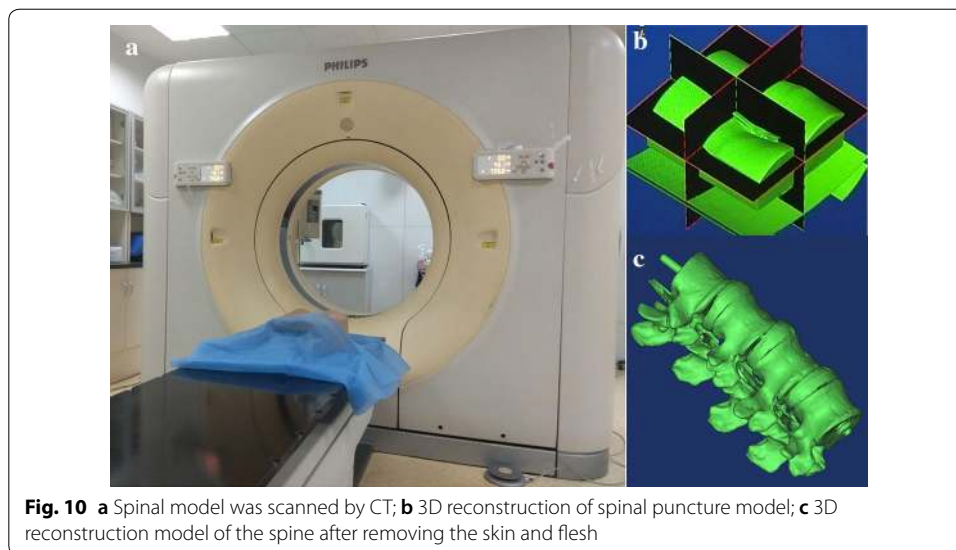 a
PHILIPS
b
c
Fig. 10 a Spinal model was scanned by CT; b 3D reconstruction of spinal puncture model; c 3D
reconstruction model of the spine after removing the skin and flesh